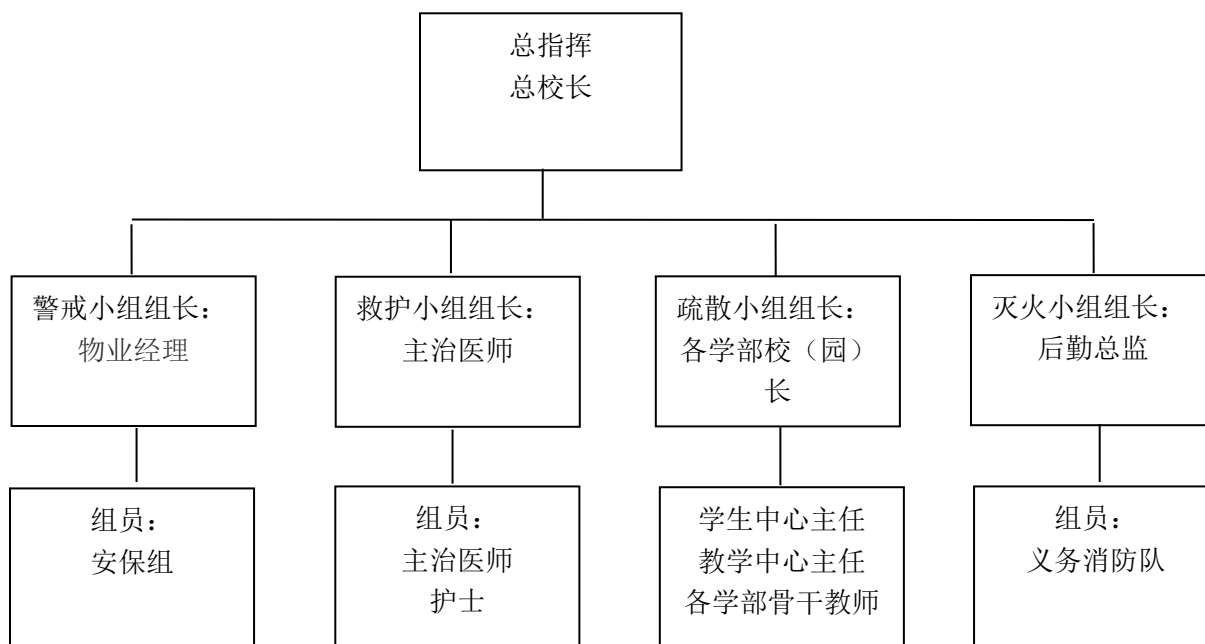 总指挥
总校长
警戒小组组长：
物业经理
救护小组组长：
主治医师
疏散小组组长：
各学部校（园）
长
灭火小组组长：
后勤总监
组员：
安保组
组员：
主治医师
护士
学生中心主任
教学中心主任
各学部骨干教师
组员：
义务消防队